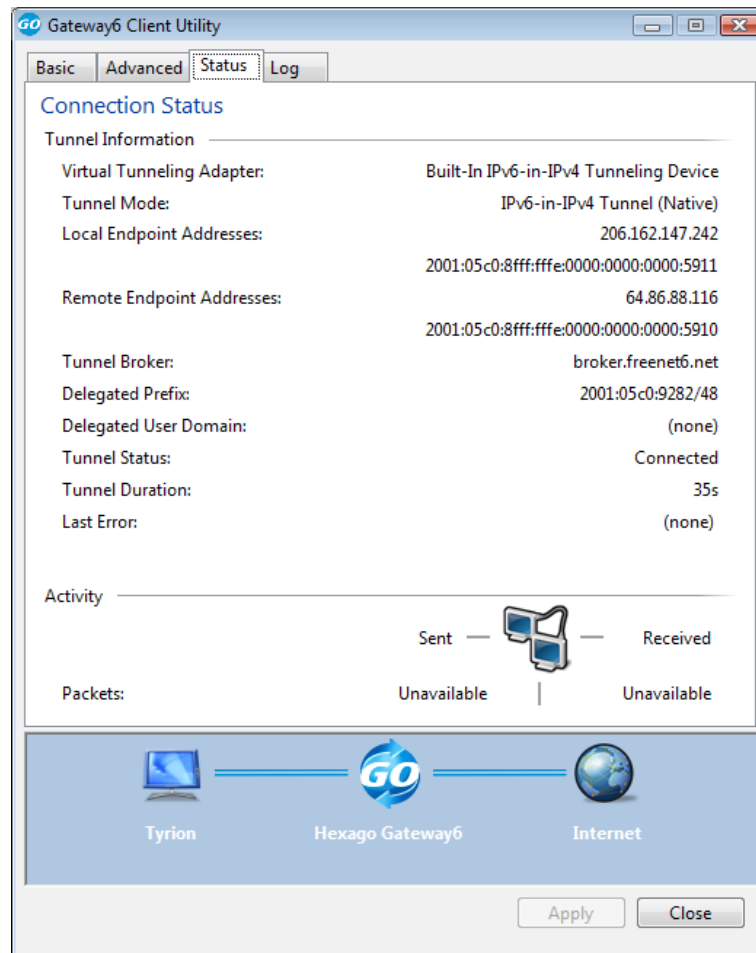 GO Gateway6 Client Utility
Basic Advanced Status Log
Connection Status
Tunnel Information
Virtual Tunneling Adapter: Built-In IPv6-in-IPv4 Tunneling Device
Tunnel Mode: IPv6-in-IPv4 Tunnel (Native)
Local Endpoint Addresses: 206.162.147.242
2001:05c0:8fff:fffe:0000:0000:0000:5911
Remote Endpoint Addresses: 64.86.88.116
2001:05c0:8fff:fffe:0000:0000:0000:5910
Tunnel Broker: broker.freenet6.net
Delegated Prefix: 2001:05c0:9282/48
Delegated User Domain: (none)
Tunnel Status: Connected
Tunnel Duration: 35s
Last Error: (none)
Activity
Sent Received
Packets: Unavailable Unavailable
GO
Tyrion Hexago Gateway6 Internet
Apply Close